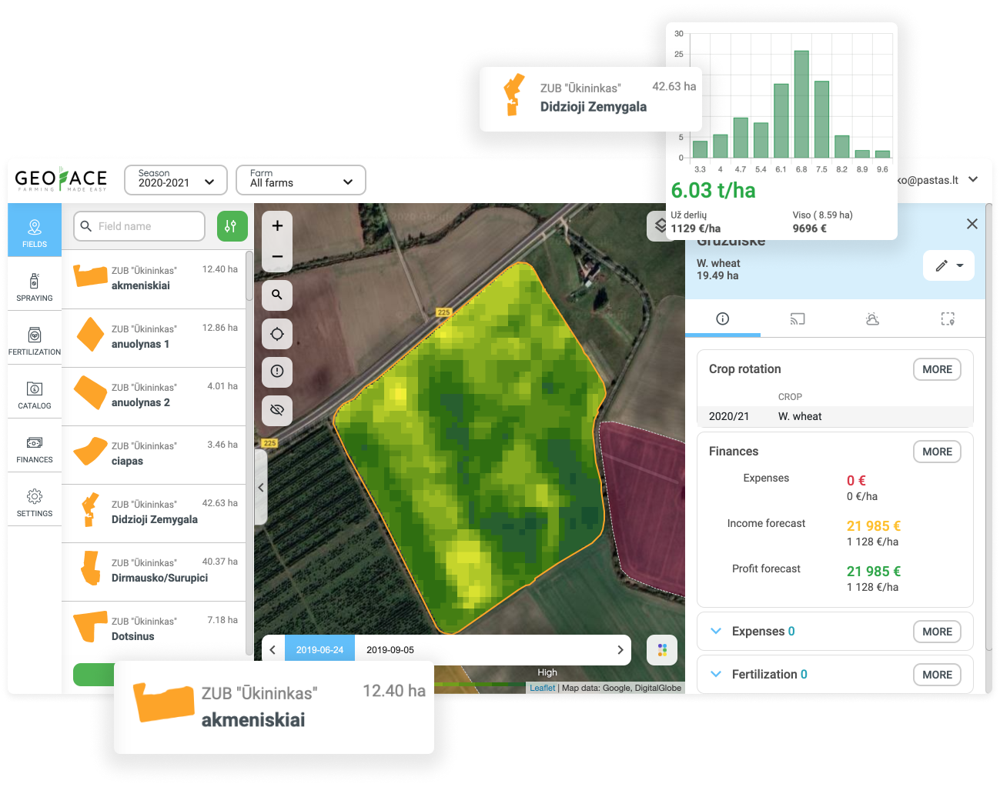 30
25
5
0
3.3 4 4.7 5.4 6.1 6.8 7.5 8.2 8.9 9.6
6.03 t/ha
Už derlių
1129 €/ha
Viso ( 8.59 ha)
9696 €
ZUB "Ūkininkas"
42.63 ha
Didzioji Zemygala
GEOFACE
FARMING MADE EASY
Season
2020-2021
Farm
All farms
ko@pastas.lt
FIELDS
SPRAYING
FERTILIZATION
CATALOG
FINANCES
SETTINGS
Field name
ZUB "Ūkininkas"
12.40 ha
akmeniskiai
ZUB "Ūkininkas"
12.86 ha
anuolynas 1
ZUB "Ūkininkas"
4.01 ha
anuolynas 2
ZUB "Ūkininkas"
3.46 ha
ciapas
ZUB "Ūkininkas"
42.63 ha
Didzioji Zemygala
ZUB "Ūkininkas"
40.37 ha
Dirmausko/Surupici
ZUB "Ūkininkas"
7.18 ha
Dotsinus
225
225
2019-06-24
2019-09-05
High
Leaflet | Map data: Google, DigitalGlobe
Gruzdiske
W. wheat
19.49 ha
Crop rotation
MORE
CROP
2020/21
W. wheat
Finances
MORE
Expenses
0 €
0 €/ha
Income forecast
21 985 €
1 128 €/ha
Profit forecast
21 985 €
1 128 €/ha
Expenses 0
MORE
Fertilization 0
MORE
ZUB "Ūkininkas"
12.40 ha
akmeniskiai